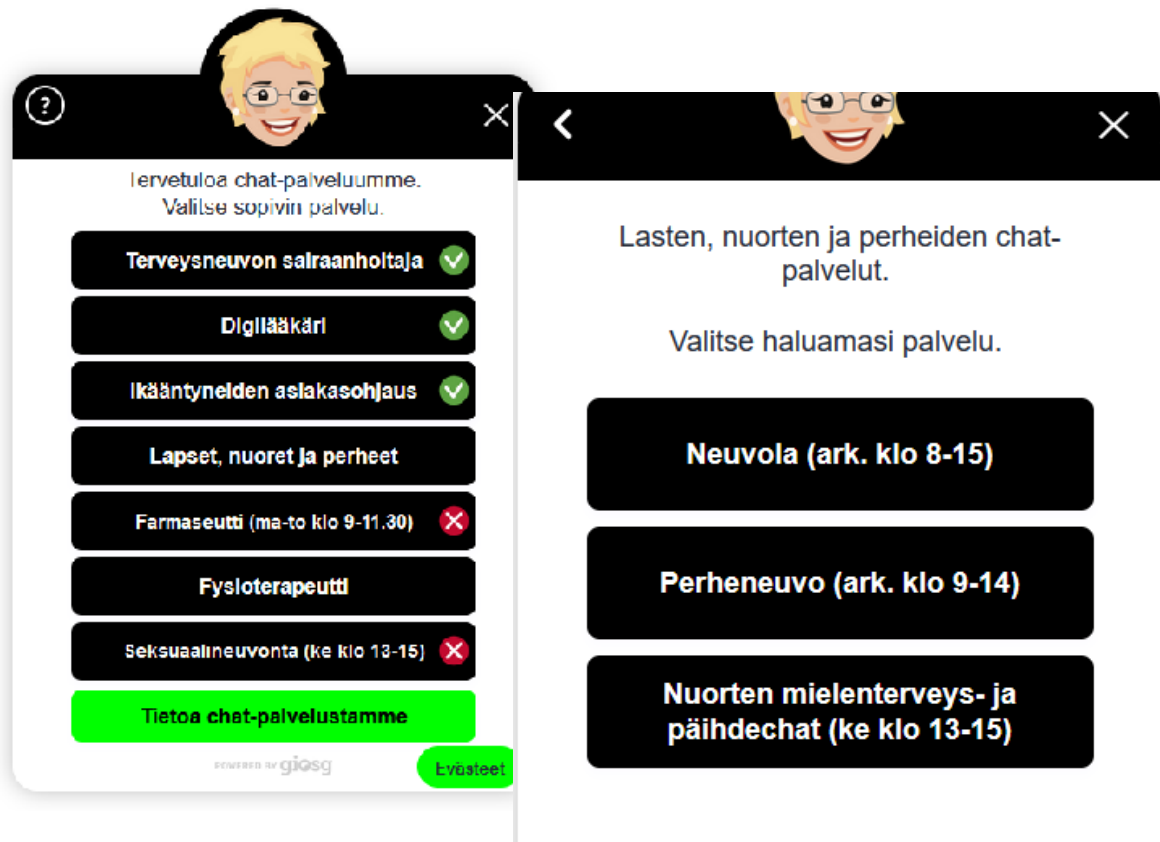 ?
Tervetuloa chat-palveluumme.
Valitse sopivin palvelu.
Terveysneuvon sairaanhoitaja
Digilääkäri
Ikääntyneiden asiakasohjaus
Lapset, nuoret ja perheet
Farmaseutti (ma-to klo 9-11.30)
Fysioterapeutti
Seksuaalineuvonta (ke klo 13-15)
Tietoa chat-palvelustamme
POWERED BY giosg
Evästeet
Lasten, nuorten ja perheiden chat-
palvelut.
Valitse haluamasi palvelu.
Neuvola (ark. klo 8-15)
Perheneuvo (ark. klo 9-14)
Nuorten mielenterveys- ja
päihdechat (ke klo 13-15)